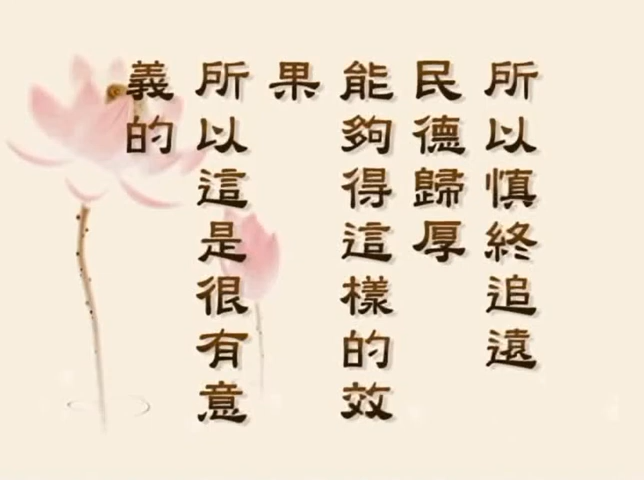 所以慎終追遠
民德歸厚
能夠得這樣的效
果
所以這是很有意
義的